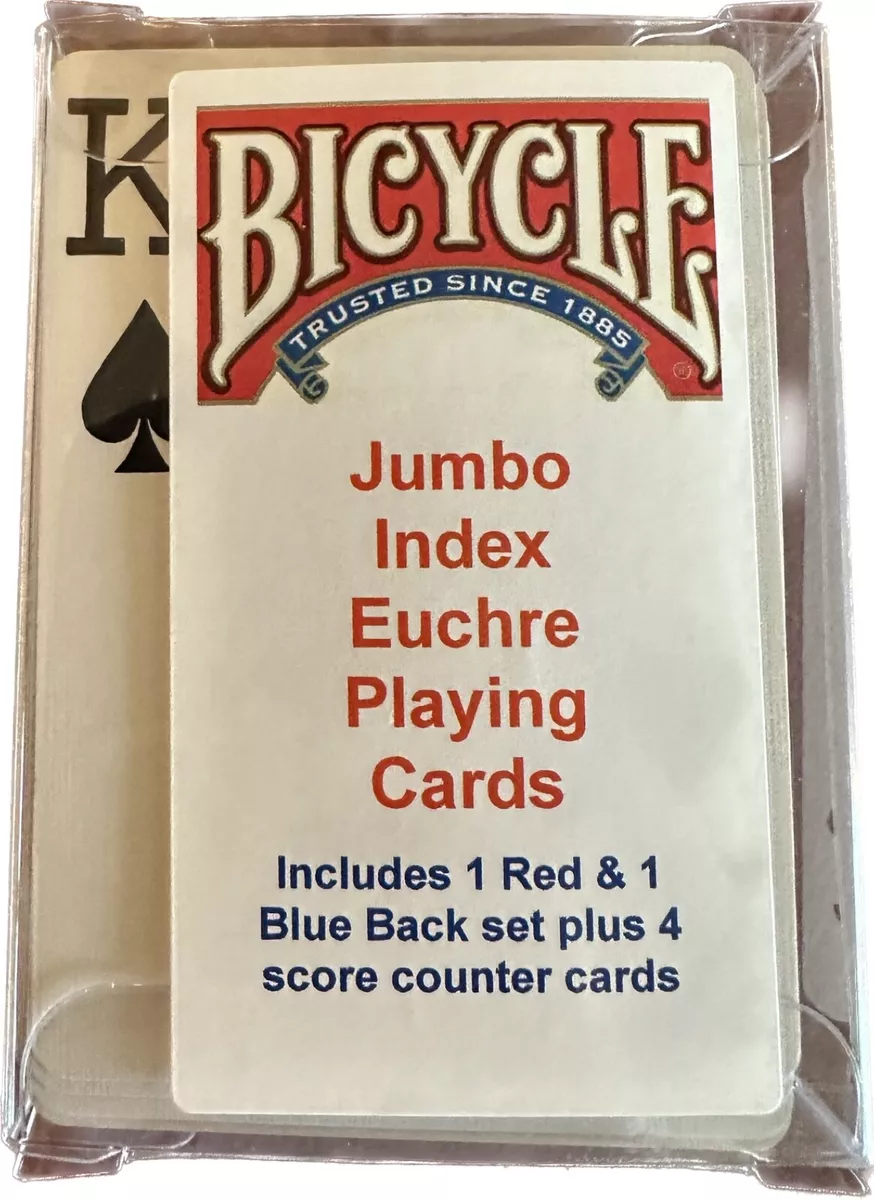 K
BICYCLE
TRUSTED SINCE 1885
®
Jumbo
Index
Euchre
Playing
Cards
Includes 1 Red & 1
Blue Back set plus 4
score counter cards